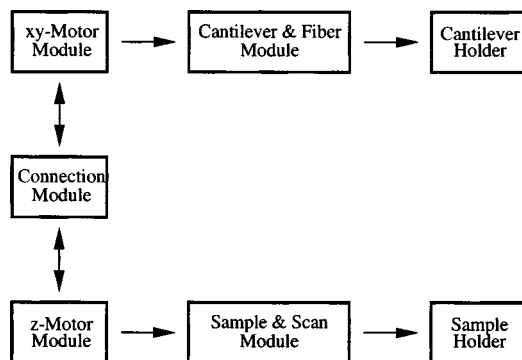 xy-Motor
Module
Cantilever & Fiber
Module
Cantilever
Holder
Connection
Module
z-Motor
Module
Sample & Scan
Module
Sample
Holder